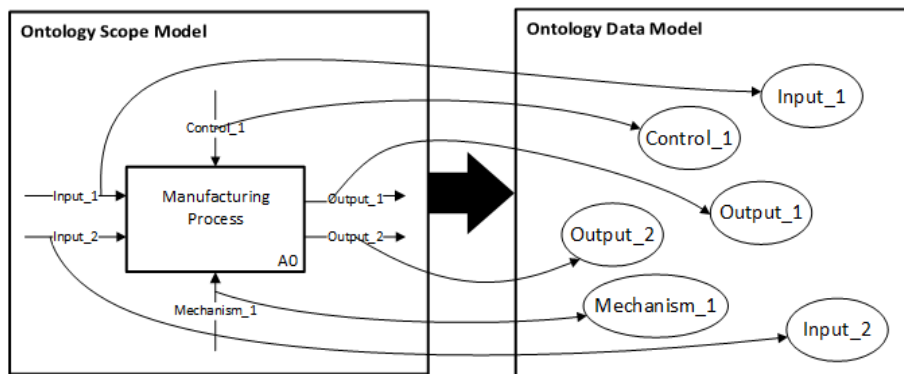 Ontology Scope Model
Control_1
Input_1
Input_2
Manufacturing
Process
A0
Output_1
Output_2
Mechanism_1
Ontology Data Model
Input_1
Control_1
Output_1
Output_2
Mechanism_1
Input_2